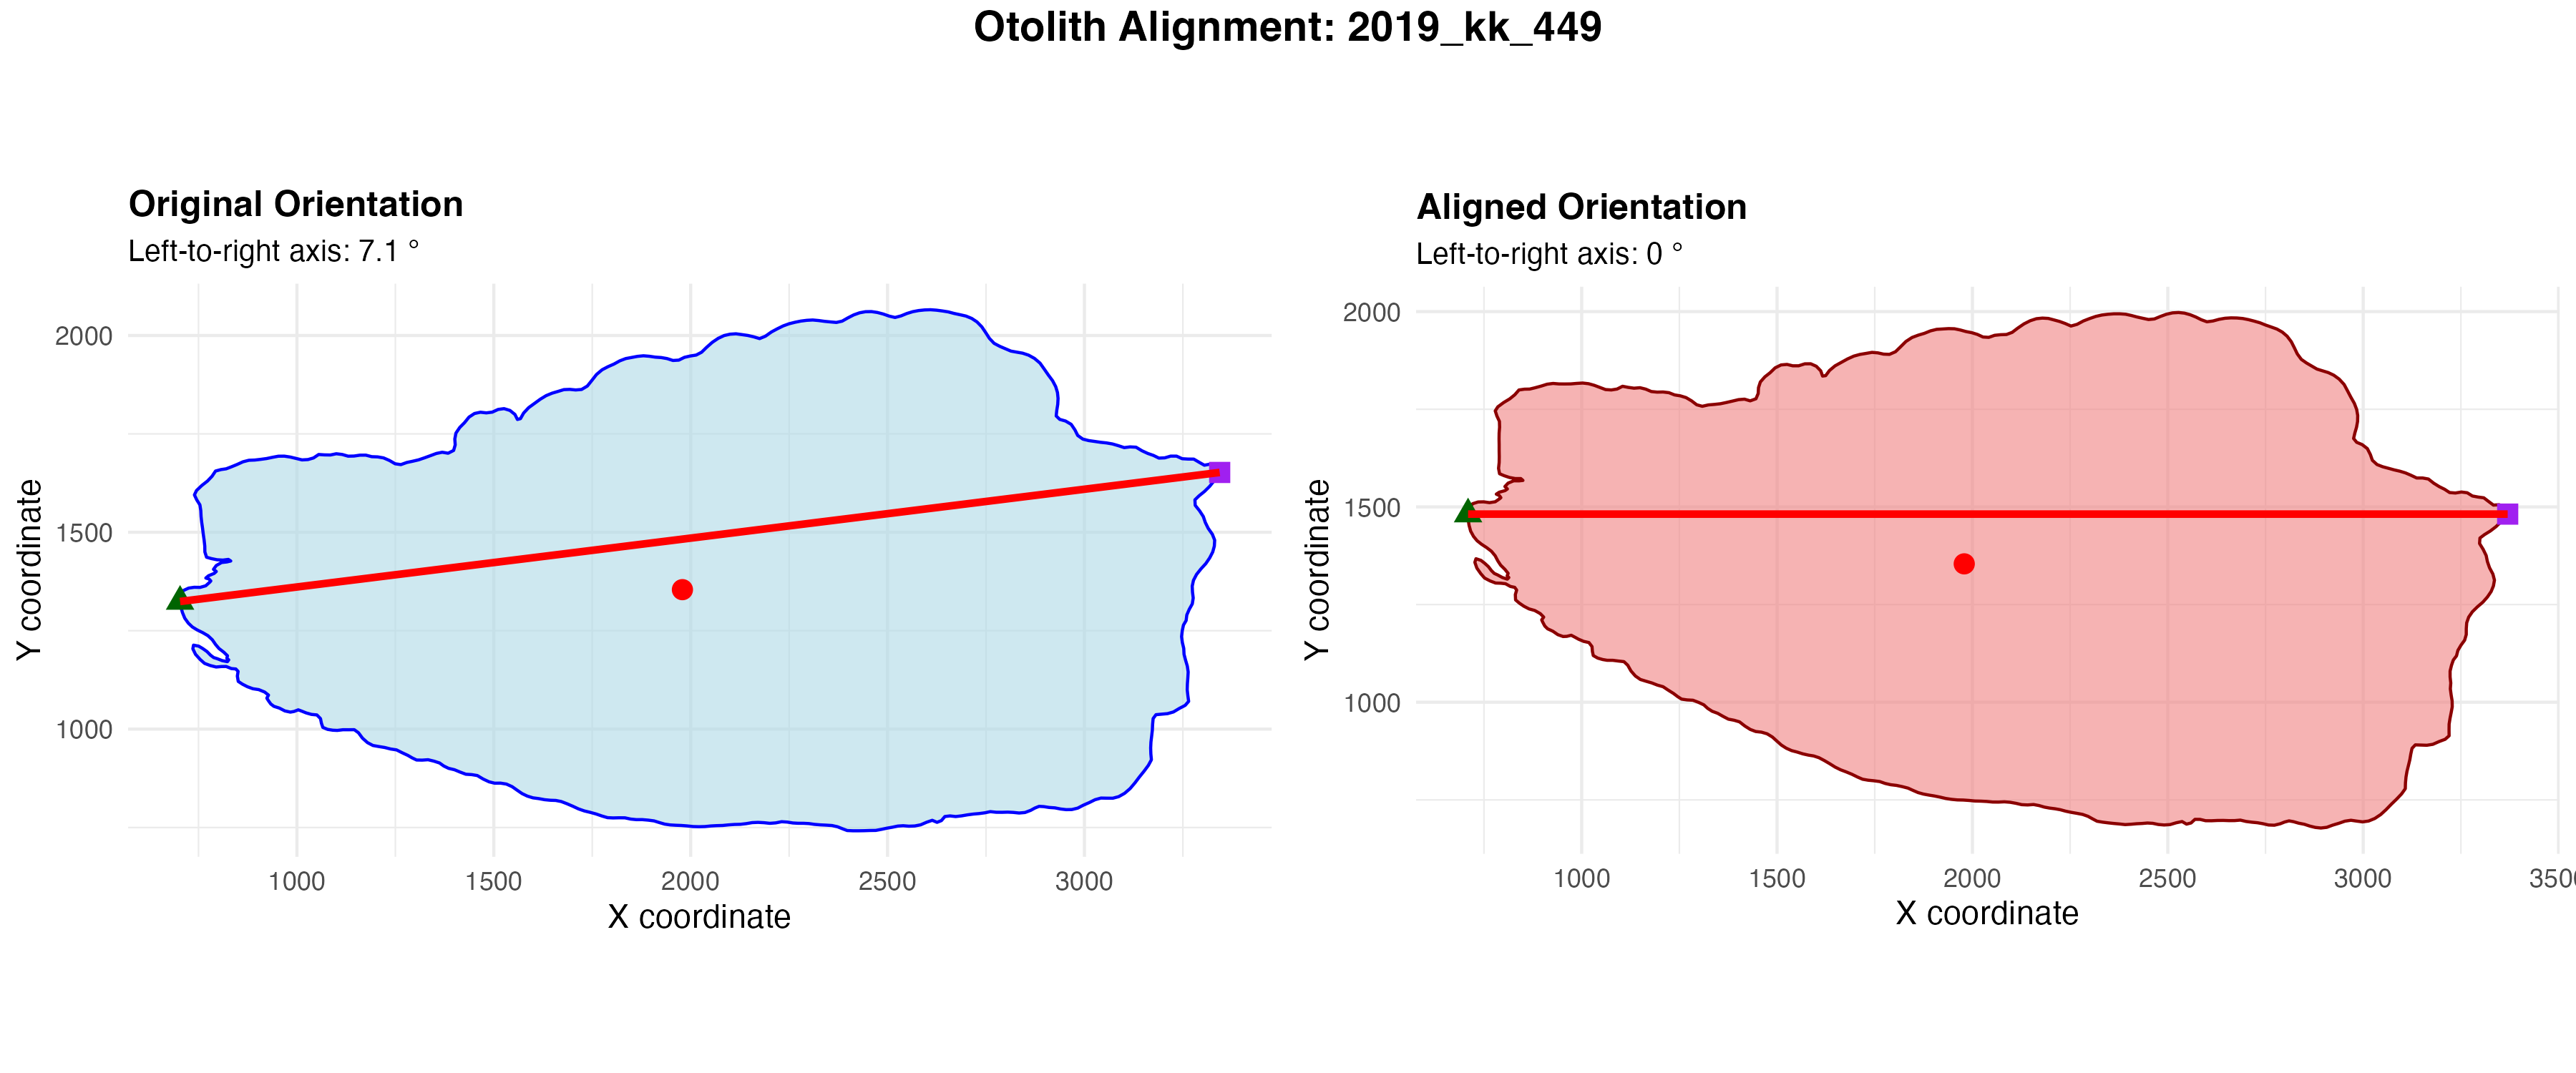 Otolith Alignment: 2019_kk_449
Original Orientation
Left-to-right axis: 7.1 °
2000
1500
1000
Y coordinate
1000 1500 2000 2500 3000
X coordinate
Aligned Orientation
Left-to-right axis: 0 °
2000
1500
1000
Y coordinate
1000 1500 2000 2500 3000 350
X coordinate